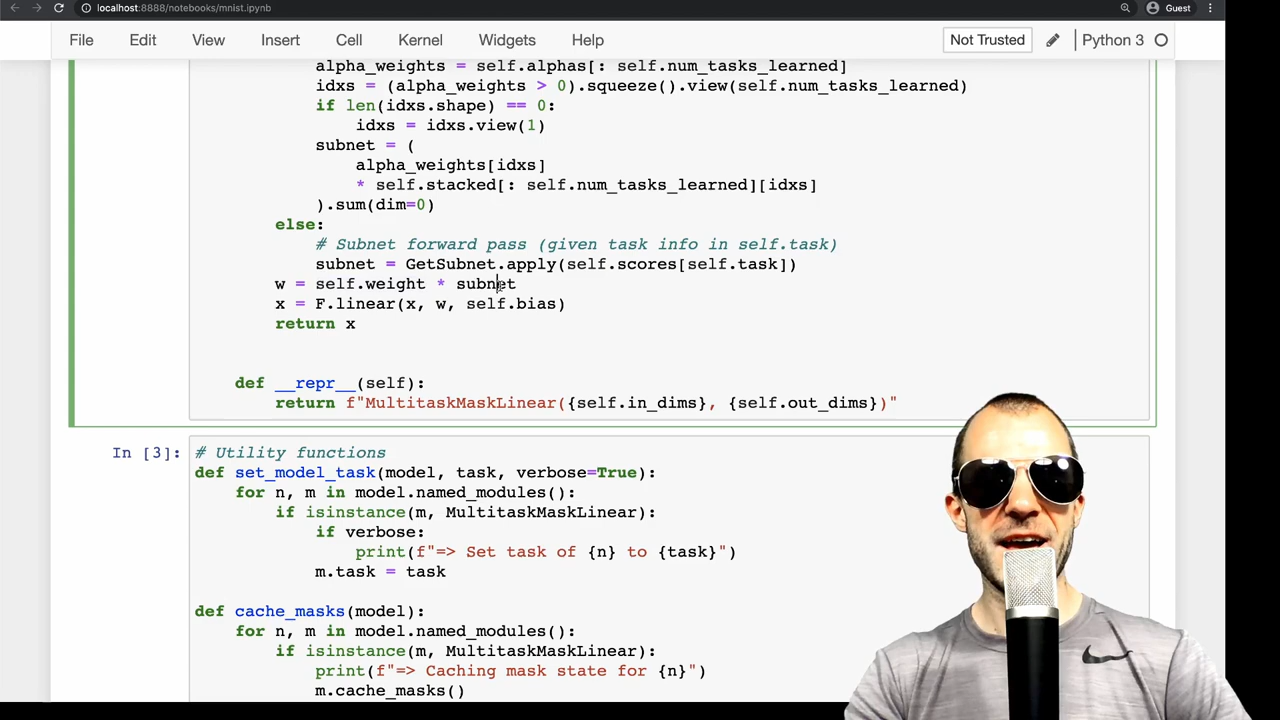 localhost:8888/notebooks/mnist.ipynb Guest
File Edit View Insert Cell Kernel Widgets Help Not Trusted Python 3
alpha_weights = self.alphas[: self.num_tasks_learned]
idxs = (alpha_weights > 0).squeeze().view(self.num_tasks_learned)
if len(idxs.shape) == 0:
idxs = idxs.view(1)
subnet = (
alpha_weights[idxs]
* self.stacked[: self.num_tasks_learned][idxs]
).sum(dim=0)
else:
# Subnet forward pass (given task info in self.task)
subnet = GetSubnet.apply(self.scores[self.task])
w = self.weight * subnet
x = F.linear(x, w, self.bias)
return x
def __repr__(self):
return f"MultitaskMaskLinear({self.in_dims}, {self.out_dims})"
In [3]: # Utility functions
def set_model_task(model, task, verbose=True):
for n, m in model.named_modules():
if isinstance(m, MultitaskMaskLinear):
if verbose:
print(f"=> Set task of {n} to {task}")
m.task = task
def cache_masks(model):
for n, m in model.named_modules():
if isinstance(m, MultitaskMaskLinear):
print(f"=> Caching mask state for {n}")
m.cache_masks()